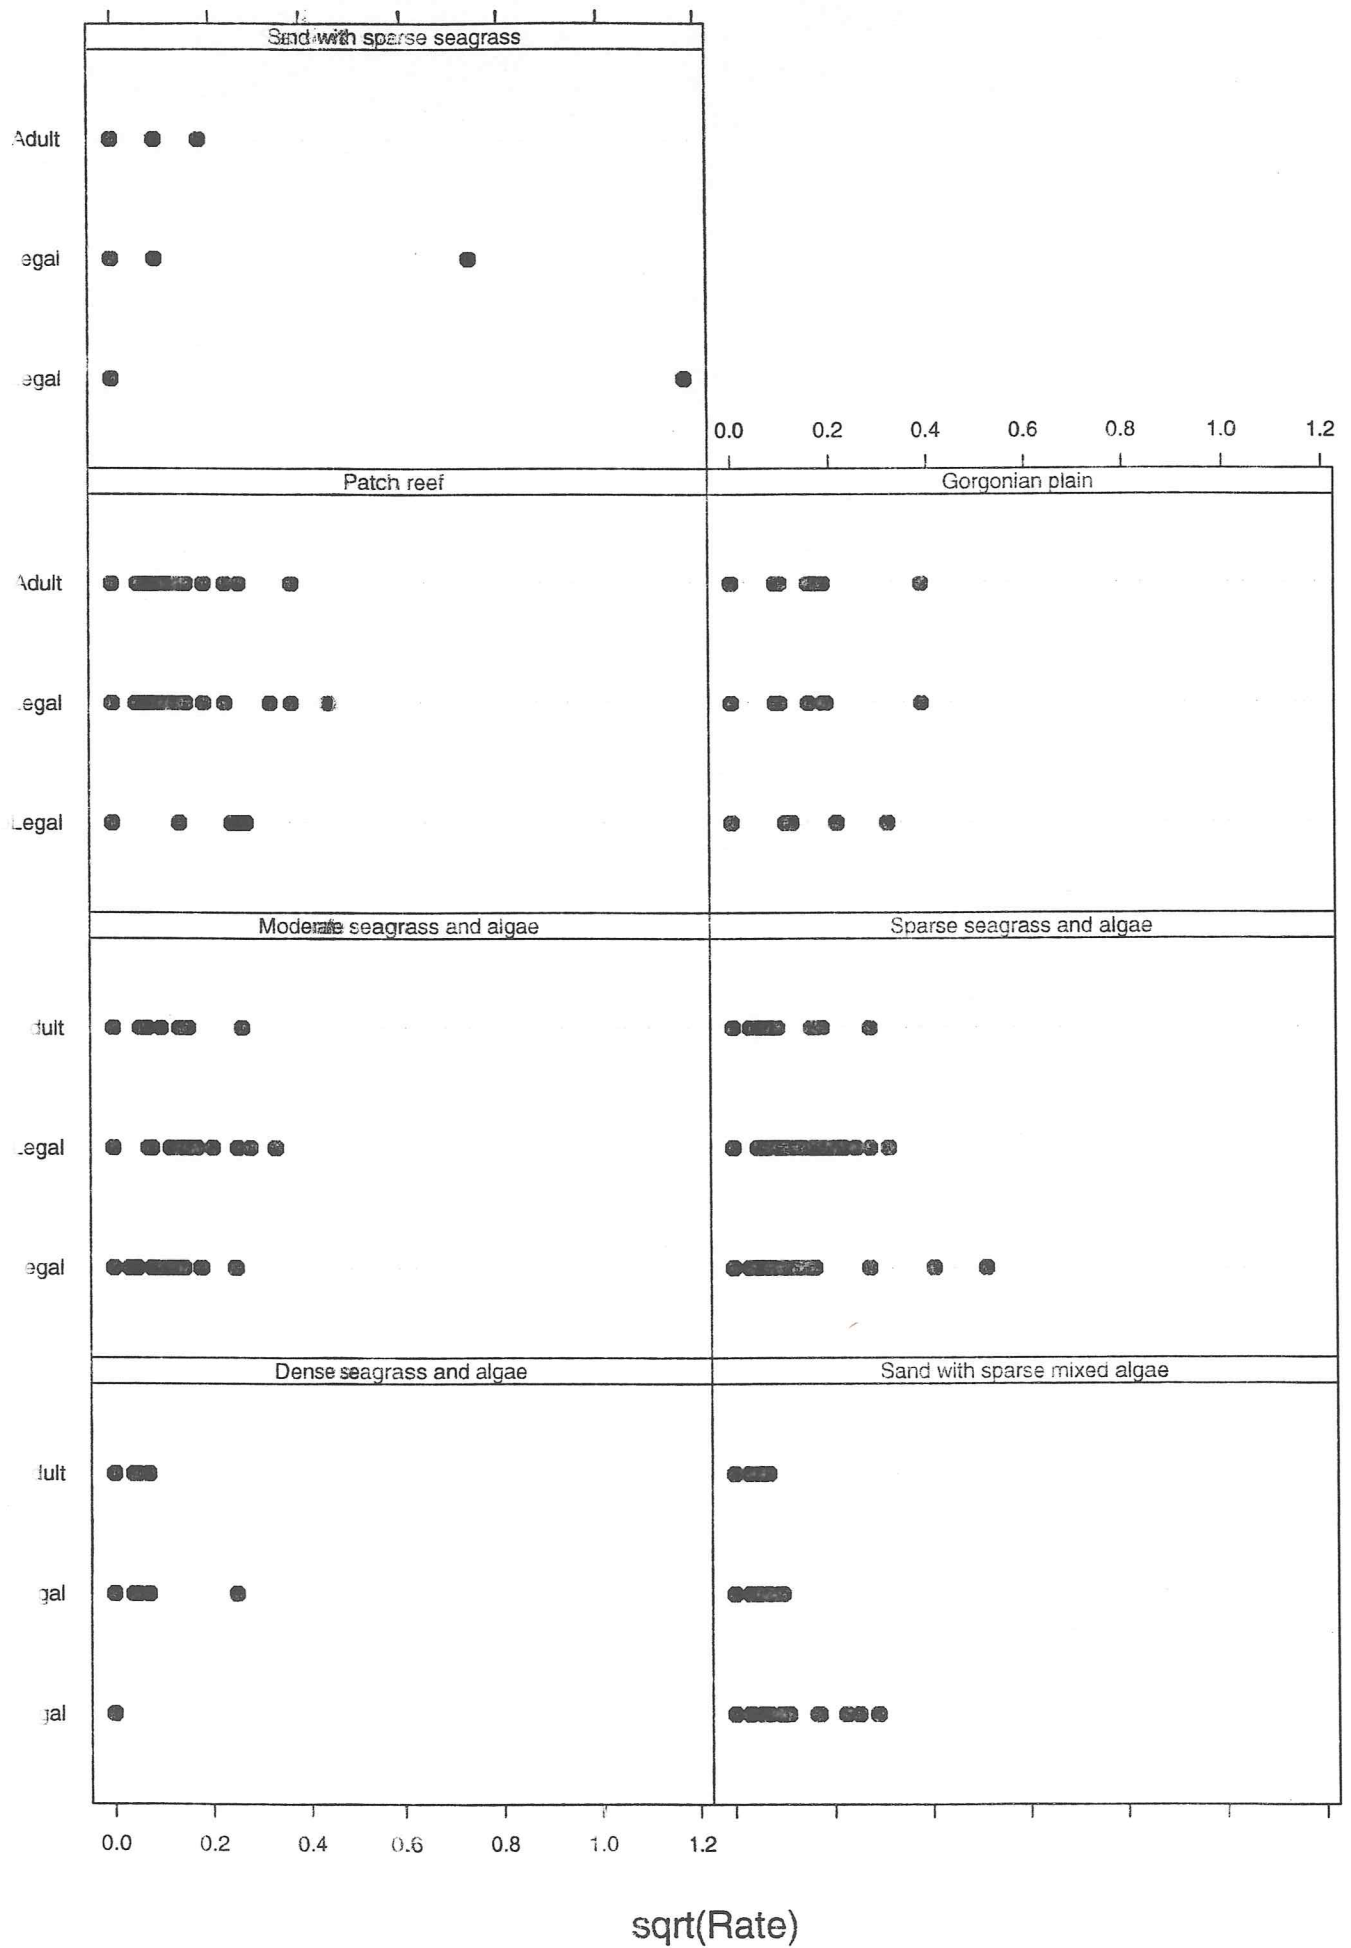 Sand with sparse seagrass
Adult
egal
egal
0.0 0.2 0.4 0.6 0.8 1.0 1.2
Patch reef
Gorgonian plain
Adult
egal
Legal
Moderate seagrass and algae
Sparse seagrass and algae
dult
egal
egal
Dense seagrass and algae
Sand with sparse mixed algae
dult
gal
gal
0.0 0.2 0.4 0.6 0.8 1.0 1.2
sqrt(Rate)